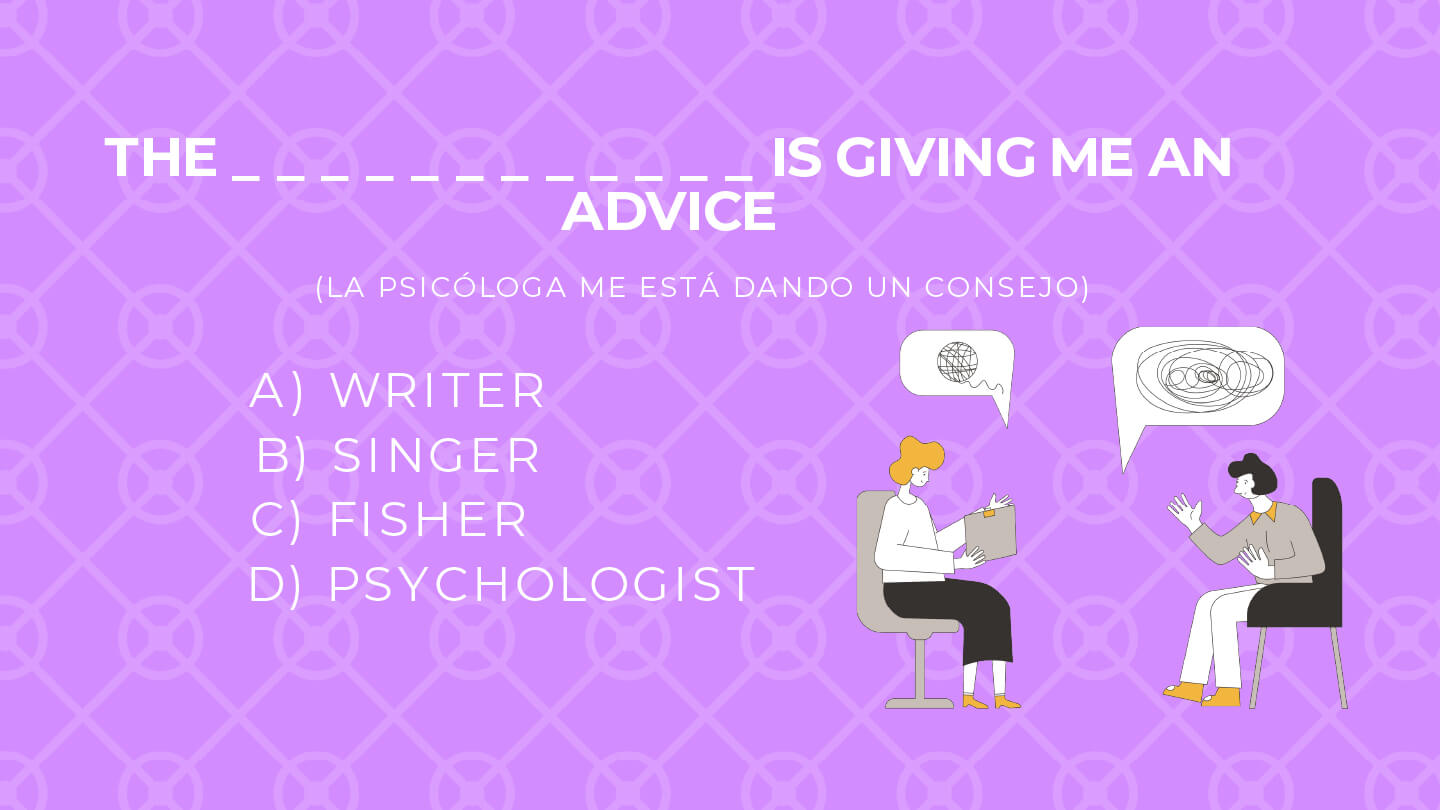 THE _ _ _ _ _ _ _ _ _ _ _ _ IS GIVING ME AN
ADVICE
(LA PSICÓLOGA ME ESTÁ DANDO UN CONSEJO)
A) WRITER
B) SINGER
C) FISHER
D) PSYCHOLOGIST